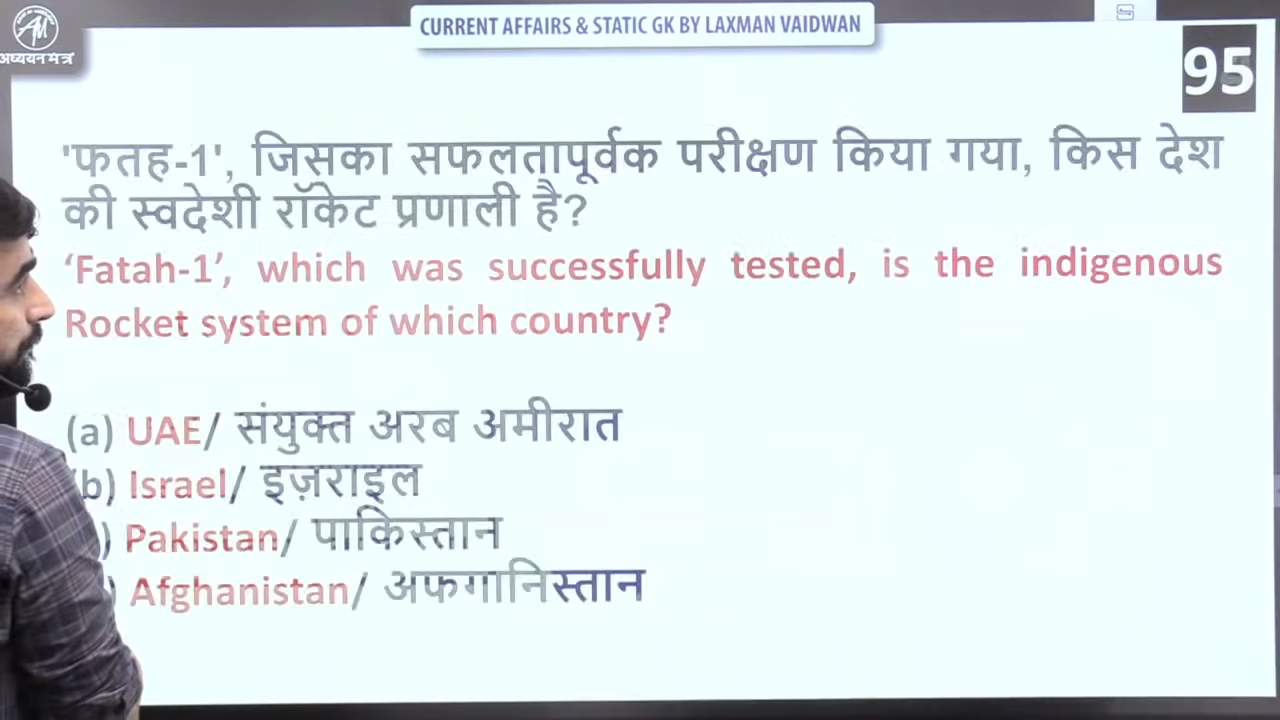 अध्ययन मंत्र
CURRENT AFFAIRS & STATIC GK BY LAXMAN VAIDWAN
95
'फतह-1', जिसका सफलतापूर्वक परीक्षण किया गया, किस देश
की स्वदेशी रॉकेट प्रणाली है?
‘Fatah-1’, which was successfully tested, is the indigenous
Rocket system of which country?
(a) UAE/ संयुक्त अरब अमीरात
b) Israel/ इज़राइल
) Pakistan/ पाकिस्तान
) Afghanistan/ अफगानिस्तान